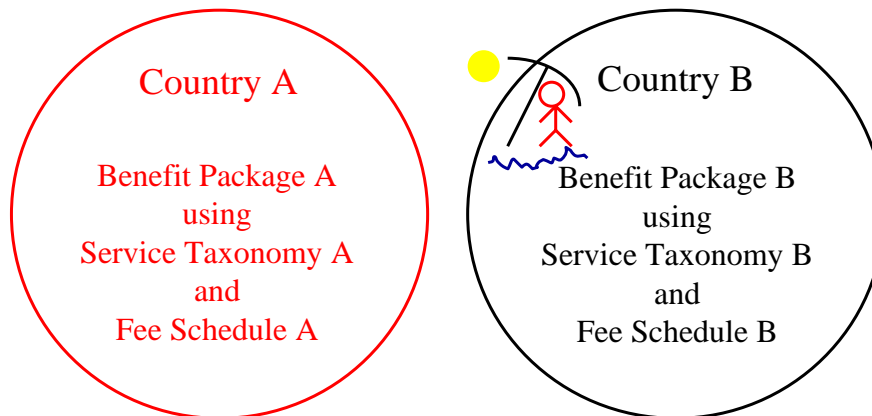 Country A
Benefit Package A
using
Service Taxonomy A
and
Fee Schedule A
Country B
Benefit Package B
using
Service Taxonomy B
and
Fee Schedule B